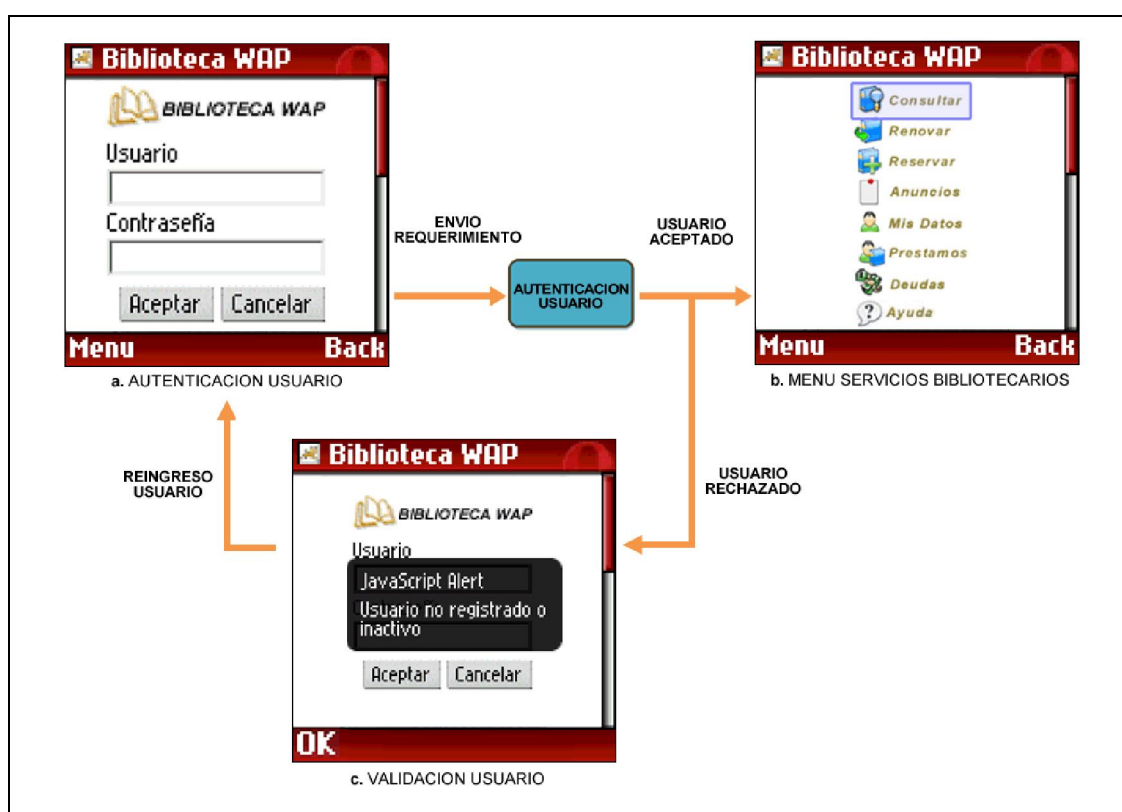 Biblioteca WAP
BIBLIOTECA WAP
Usuario
Contraseña
Aceptar Cancelar
Menu Back
a. AUTENTICACION USUARIO
ENVIO
REQUERIMIENTO
AUTENTICACION
USUARIO
USUARIO
ACEPTADO
Biblioteca WAP
Consultar
Renovar
Reservar
Anuncios
Mis Datos
Prestamos
Deudas
Ayuda
Menu Back
b. MENU SERVICIOS BIBLIOTECARIOS
USUARIO
RECHAZADO
Biblioteca WAP
BIBLIOTECA WAP
Usuario
JavaScript Alert
Usuario no registrado o
inactivo
Aceptar Cancelar
OK
c. VALIDACION USUARIO
REINGRESO
USUARIO